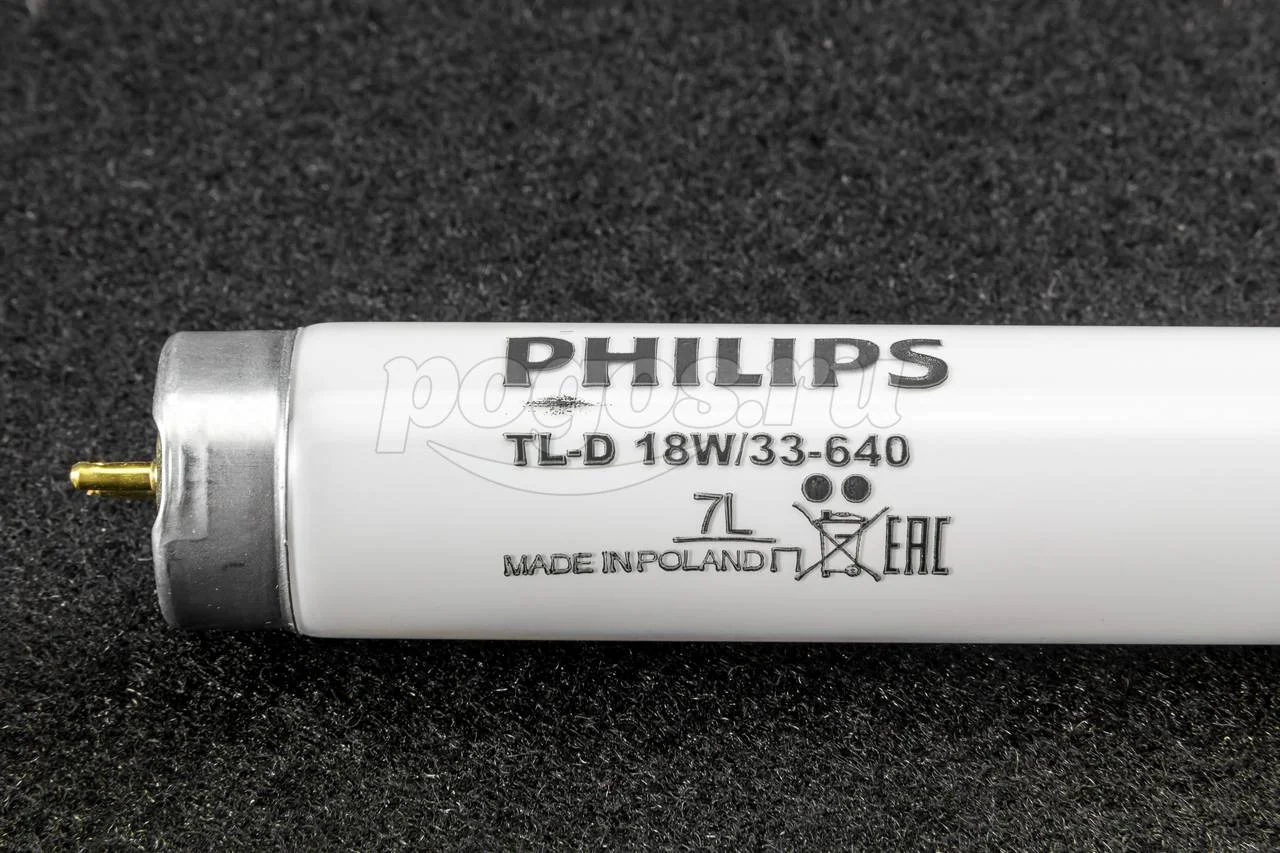 PHILIPS
pogos.ru
TL-D 18W/33-640
7L
MADE IN POLAND П EAC